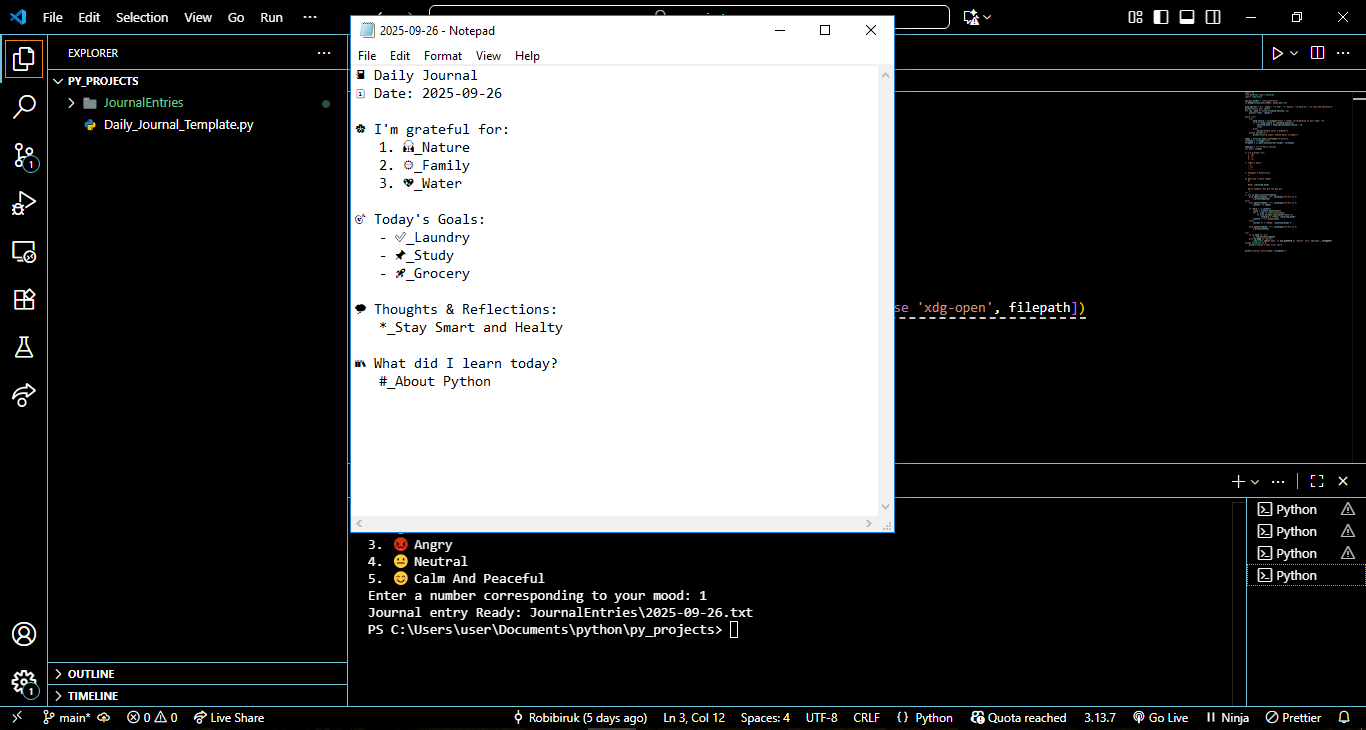 File Edit Selection View Go Run ···
EXPLORER ···
PY_PROJECTS
JournalEntries
Daily_Journal_Template.py
2025-09-26 - Notepad
File Edit Format View Help
Daily Journal
Date: 2025-09-26
I'm grateful for:
1. _Nature
2. _Family
3. _Water
Today's Goals:
- _Laundry
- _Study
- _Grocery
Thoughts & Reflections:
*_Stay Smart and Healty
What did I learn today?
#_About Python
se 'xdg-open', filepath])
3. Angry
4. Neutral
5. Calm And Peaceful
Enter a number corresponding to your mood: 1
Journal entry Ready: JournalEntries\2025-09-26.txt
PS C:\Users\user\Documents\python\py_projects>
Python
Python
Python
Python
1
1
OUTLINE
TIMELINE
main* 0 0 Live Share Robibiruk (5 days ago) Ln 3, Col 12 Spaces: 4 UTF-8 CRLF {} Python Quota reached 3.13.7 Go Live Ninja Prettier